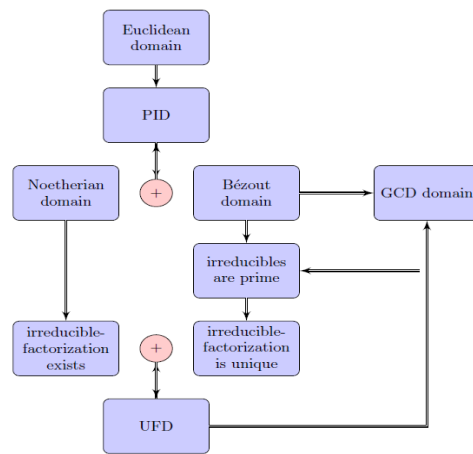 Euclidean
domain
PID
Noetherian
domain
+
Bézout
domain
GCD domain
irreducibles
are prime
irreducible-
factorization
exists
+
irreducible-
factorization
is unique
UFD